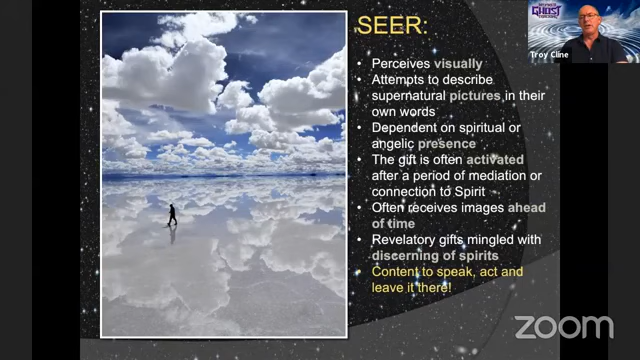 SEER:
• Perceives visually
• Attempts to describe
supernatural pictures in their
own words
• Dependent on spiritual or
angelic presence
• The gift is often activated
after a period of mediation or
connection to Spirit
• Often receives images ahead
of time
• Revelatory gifts mingled with
discerning of spirits
• Content to speak, act and
leave it there!
GHOST
Troy Cline
zoom